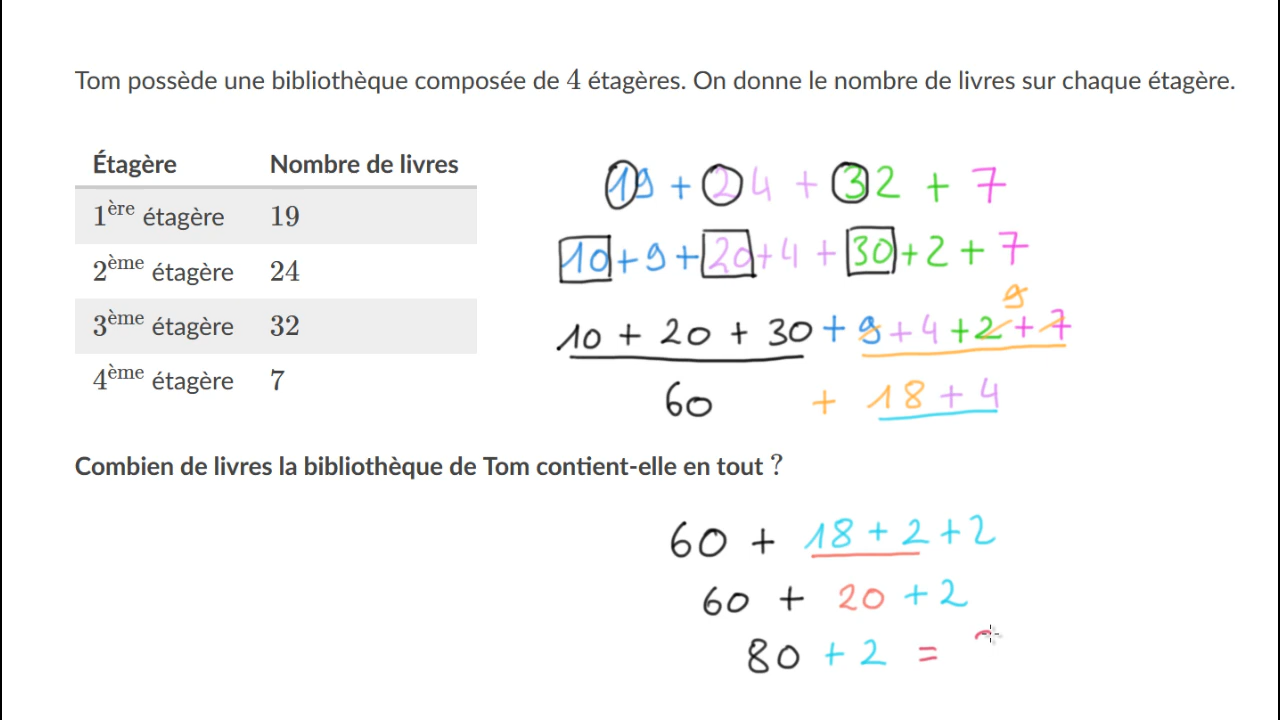 Tom possède une bibliothèque composée de 4 étagères. On donne le nombre de livres sur chaque étagère.
Étagère Nombre de livres
1ère étagère 19
2ème étagère 24
3ème étagère 32
4ème étagère 7
19 + 24 + 32 + 7
10 + 9 + 20 + 4 + 30 + 2 + 7
9
10 + 20 + 30 + 9 + 4 + 2 + 7
60 + 18 + 4
Combien de livres la bibliothèque de Tom contient-elle en tout ?
60 + 18 + 2 + 2
60 + 20 + 2
80 + 2 =